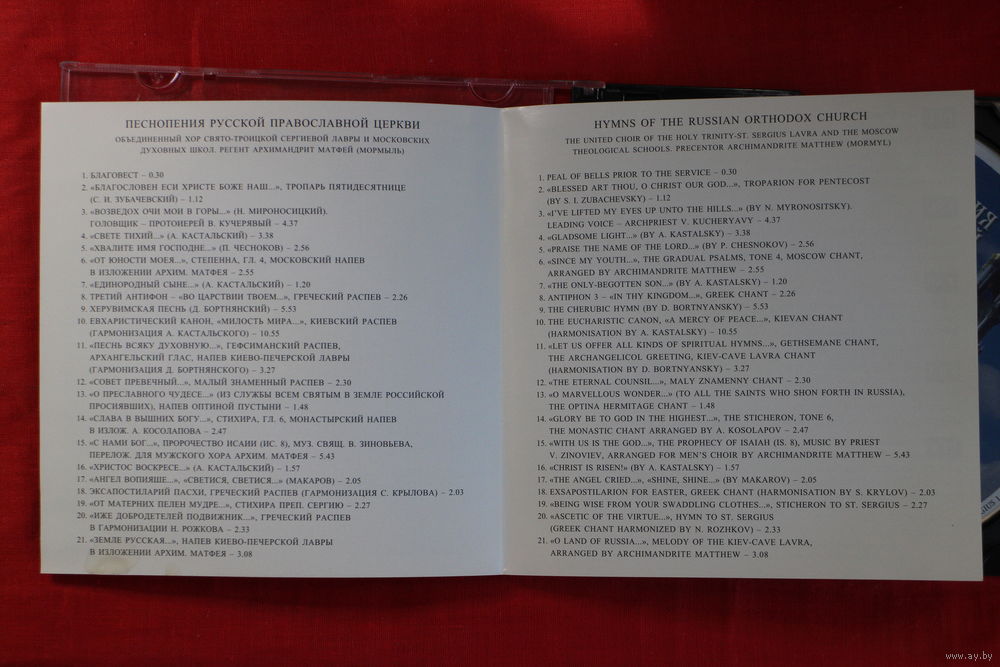 ПЕСНОПЕНИЯ РУССКОЙ ПРАВОСЛАВНОЙ ЦЕРКВИ
ОБЪЕДИНЕННЫЙ ХОР СВЯТО-ТРОИЦКОЙ СЕРГИЕВОЙ ЛАВРЫ И МОСКОВСКИХ
ДУХОВНЫХ ШКОЛ. РЕГЕНТ АРХИМАНДРИТ МАТФЕЙ (МОРМЫЛЬ)
1. БЛАГОВЕСТ – 0.30
2. «БЛАГОСЛОВЕН ЕСИ ХРИСТЕ БОЖЕ НАШ...», ТРОПАРЬ ПЯТИДЕСЯТНИЦЕ
(С. И. ЗУБАЧЕВСКИЙ) – 1.12
3. «ВОЗВЕДОХ ОЧИ МОИ В ГОРЫ...» (Н. МИРОНОСИЦКИЙ).
ГОЛОВЩИК – ПРОТОИЕРЕЙ В. КУЧЕРЯВЫЙ – 4.37
4. «СВЕТЕ ТИХИЙ...» (А. КАСТАЛЬСКИЙ) – 3.38
5. «ХВАЛИТЕ ИМЯ ГОСПОДНЕ...» (П. ЧЕСНОКОВ) – 2.56
6. «ОТ ЮНОСТИ МОЕЯ...», СТЕПЕННА, ГЛ. 4, МОСКОВСКИЙ НАПЕВ
В ИЗЛОЖЕНИИ АРХИМ. МАТФЕЯ – 2.55
7. «ЕДИНОРОДНЫЙ СЫНЕ...» (А. КАСТАЛЬСКИЙ) – 1.20
8. ТРЕТИЙ АНТИФОН – «ВО ЦАРСТВИИ ТВОЕМ...», ГРЕЧЕСКИЙ РАСПЕВ – 2.26
9. ХЕРУВИМСКАЯ ПЕСНЬ (Д. БОРТНЯНСКИЙ) – 5.53
10. ЕВХАРИСТИЧЕСКИЙ КАНОН, «МИЛОСТЬ МИРА...», КИЕВСКИЙ РАСПЕВ
(ГАРМОНИЗАЦИЯ А. КАСТАЛЬСКОГО) – 10.55
11. «ПЕСНЬ ВСЯКУ ДУХОВНУЮ...», ГЕФСИМАНСКИЙ РАСПЕВ,
АРХАНГЕЛЬСКИЙ ГЛАС, НАПЕВ КИЕВО-ПЕЧЕРСКОЙ ЛАВРЫ
(ГАРМОНИЗАЦИЯ Д. БОРТНЯНСКОГО) – 3.27
12. «СОВЕТ ПРЕВЕЧНЫЙ...», МАЛЫЙ ЗНАМЕННЫЙ РАСПЕВ – 2.30
13. «О ПРЕСЛАВНОГО ЧУДЕСЕ...» (ИЗ СЛУЖБЫ ВСЕМ СВЯТЫМ В ЗЕМЛЕ РОССИЙСКОЙ
ПРОСИЯВШИХ), НАПЕВ ОПТИНОЙ ПУСТЫНИ – 1.48
14. «СЛАВА В ВЫШНИХ БОГУ...», СТИХИРА, ГЛ. 6, МОНАСТЫРСКИЙ НАПЕВ
В ИЗЛОЖ. А. КОСОЛАПОВА – 2.47
15. «С НАМИ БОГ...», ПРОРОЧЕСТВО ИСАИИ (ИС. 8), МУЗ. СВЯЩ. В. ЗИНОВЬЕВА,
ПЕРЕЛОЖ. ДЛЯ МУЖСКОГО ХОРА АРХИМ. МАТФЕЯ – 5.43
16. «ХРИСТОС ВОСКРЕСЕ...» (А. КАСТАЛЬСКИЙ) – 1.57
17. «АНГЕЛ ВОПИЯШЕ...», «СВЕТИСЯ, СВЕТИСЯ...» (МАКАРОВ) – 2.05
18. ЭКСАПОСТИЛАРИЙ ПАСХИ, ГРЕЧЕСКИЙ РАСПЕВ (ГАРМОНИЗАЦИЯ С. КРЫЛОВА) – 2.03
19. «ОТ МАТЕРНИХ ПЕЛЕН МУДРЕ...», СТИХИРА ПРЕП. СЕРГИЮ – 2.27
20. «ИЖЕ ДОБРОДЕТЕЛЕЙ ПОДВИЖНИК...», ГРЕЧЕСКИЙ РАСПЕВ
В ГАРМОНИЗАЦИИ Н. РОЖКОВА – 2.33
21. «ЗЕМЛЕ РУССКАЯ...», НАПЕВ КИЕВО-ПЕЧЕРСКОЙ ЛАВРЫ
В ИЗЛОЖЕНИИ АРХИМ. МАТФЕЯ – 3.08
HYMNS OF THE RUSSIAN ORTHODOX CHURCH
THE UNITED CHOIR OF THE HOLY TRINITY-ST. SERGIUS LAVRA AND THE MOSCOW
THEOLOGICAL SCHOOLS. PRECENTOR ARCHIMANDRITE MATTHEW (MORMYL)
1. PEAL OF BELLS PRIOR TO THE SERVICE – 0.30
2. «BLESSED ART THOU, O CHRIST OUR GOD...», TROPARION FOR PENTECOST
(BY S. I. ZUBACHEVSKY) – 1.12
3. «I'VE LIFTED MY EYES UP UNTO THE HILLS...» (BY N. MYRONOSITSKY).
LEADING VOICE – ARCHPRIEST V. KUCHERYAVY – 4.37
4. «GLADSOME LIGHT...» (BY A. KASTALSKY) – 3.38
5. «PRAISE THE NAME OF THE LORD...» (BY P. CHESNOKOV) – 2.56
6. «SINCE MY YOUTH...», THE GRADUAL PSALMS, TONE 4, MOSCOW CHANT,
ARRANGED BY ARCHIMANDRITE MATTHEW – 2.55
7. «THE ONLY-BEGOTTEN SON...» (BY A. KASTALSKY) – 1.20
8. ANTIPHON 3 – «IN THY KINGDOM...», GREEK CHANT – 2.26
9. THE CHERUBIC HYMN (BY D. BORTNYANSKY) – 5.53
10. THE EUCHARISTIC CANON, «A MERCY OF PEACE...», KIEVAN CHANT
(HARMONISATION BY A. KASTALSKY) – 10.55
11. «LET US OFFER ALL KINDS OF SPIRITUAL HYMNS...», GETHSEMANE CHANT,
THE ARCHANGELICOL GREETING, KIEV-CAVE LAVRA CHANT
(HARMONISATION BY D. BORTNYANSKY) – 3.27
12. «THE ETERNAL COUNSIL...», MALY ZNAMENNY CHANT – 2.30
13. «O MARVELLOUS WONDER...» (TO ALL THE SAINTS WHO SHON FORTH IN RUSSIA),
THE OPTINA HERMITAGE CHANT – 1.48
14. «GLORY BE TO GOD IN THE HIGHEST...», THE STICHERON, TONE 6,
THE MONASTIC CHANT ARRANGED BY A. KOSOLAPOV – 2.47
15. «WITH US IS THE GOD...», THE PROPHECY OF ISAIAH (IS. 8), MUSIC BY PRIEST
V. ZINOVIEV, ARRANGED FOR MEN'S CHOIR BY ARCHIMANDRITE MATTHEW – 5.43
16. «CHRIST IS RISEN!» (BY A. KASTALSKY) – 1.57
17. «THE ANGEL CRIED...», «SHINE, SHINE...» (BY MAKAROV) – 2.05
18. EXSAPOSTILARION FOR EASTER, GREEK CHANT (HARMONISATION BY S. KRYLOV) – 2.03
19. «BEING WISE FROM YOUR SWADDLING CLOTHES...», STICHERON TO ST. SERGIUS – 2.27
20. «ASCETIC OF THE VIRTUE...», HYMN TO ST. SERGIUS
(GREEK CHANT HARMONIZED BY N. ROZHKOV) – 2.33
21. «O LAND OF RUSSIA...», MELODY OF THE KIEV-CAVE LAVRA,
ARRANGED BY ARCHIMANDRITE MATTHEW – 3.08
www.ay.by